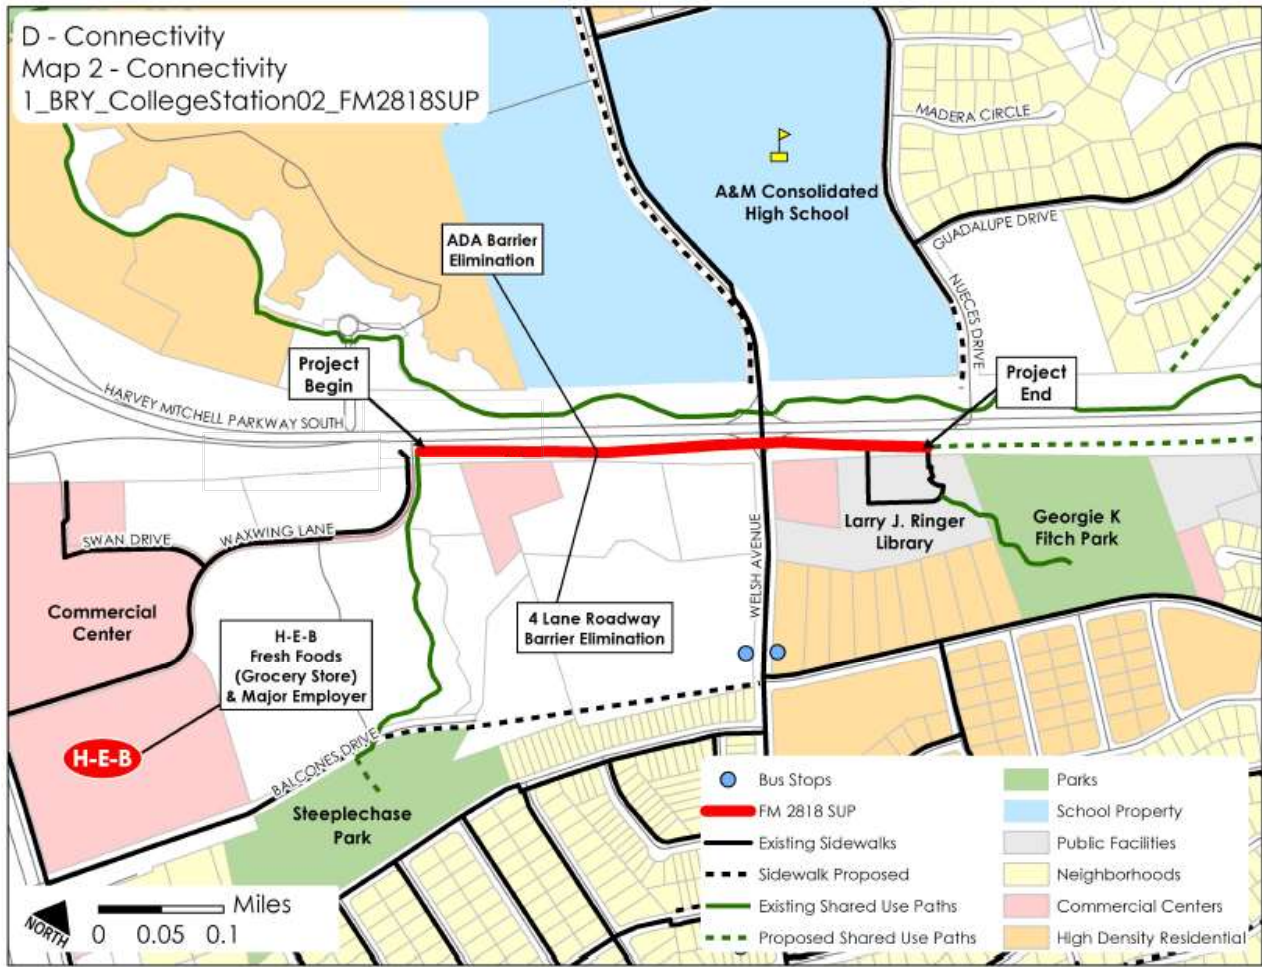 D - Connectivity
Map 2 - Connectivity
1_BRY_CollegeStation02_FM2818SUP
MADERA CIRCLE
A&M Consolidated
High School
GUADALUPE DRIVE
ADA Barrier
Elimination
NUECES DRIVE
Project
Begin
Project
End
HARVEY MITCHELL PARKWAY SOUTH
SWAN DRIVE
WAXWING LANE
Larry J. Ringer
Library
Georgie K
Fitch Park
WELSH AVENUE
Commercial
Center
H-E-B
Fresh Foods
(Grocery Store)
& Major Employer
4 Lane Roadway
Barrier Elimination
H-E-B
BALCONES DRIVE
Steeplechase
Park
Bus Stops
FM 2818 SUP
Existing Sidewalks
Sidewalk Proposed
Existing Shared Use Paths
Proposed Shared Use Paths
Parks
School Property
Public Facilities
Neighborhoods
Commercial Centers
High Density Residential
NORTH
Miles
0 0.05 0.1